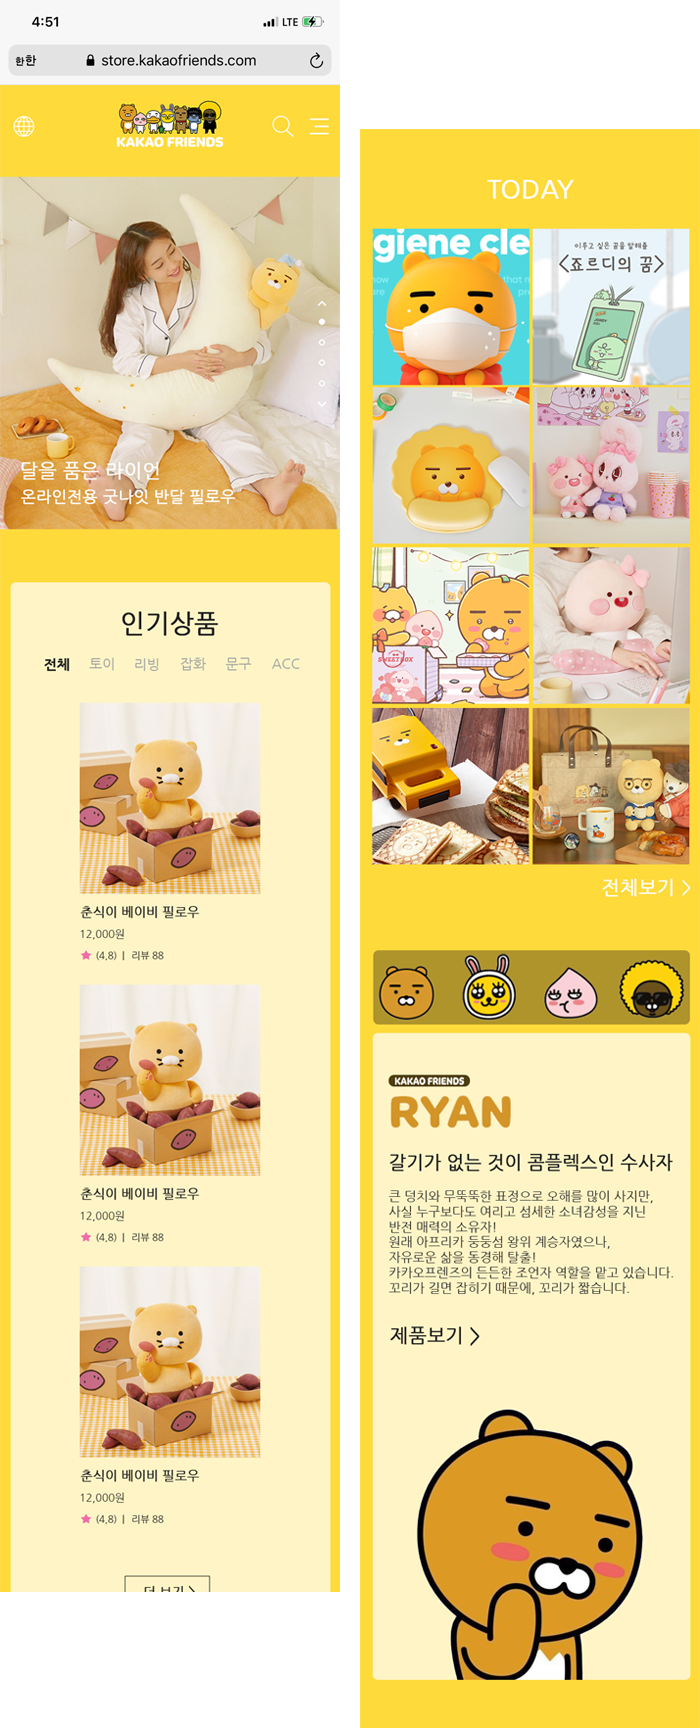 4:51
LTE
한한
store.kakaofriends.com
KAKAO FRIENDS
달을 품은 라이언
온라인전용 굿나잇 반달 필로우
인기상품
전체 토이 리빙 잡화 문구 ACC
춘식이 베이비 필로우
12,000원
★ (4,8) | 리뷰 88
춘식이 베이비 필로우
12,000원
★ (4,8) | 리뷰 88
춘식이 베이비 필로우
12,000원
★ (4,8) | 리뷰 88
더 보기 >
TODAY
giene cle
이루고 싶은 꿈을 말해줘
<죠르디의 꿈>
SWEET BOX
전체보기 >
KAKAO FRIENDS
RYAN
갈기가 없는 것이 콤플렉스인 수사자
큰 덩치와 무뚝뚝한 표정으로 오해를 많이 사지만,
사실 누구보다도 여리고 섬세한 소녀감성을 지닌
반전 매력의 소유자!
원래 아프리카 둥둥섬 왕위 계승자였으나,
자유로운 삶을 동경해 탈출!
카카오프렌즈의 든든한 조언자 역할을 맡고 있습니다.
꼬리가 길면 잡히기 때문에, 꼬리가 짧습니다.
제품보기 >